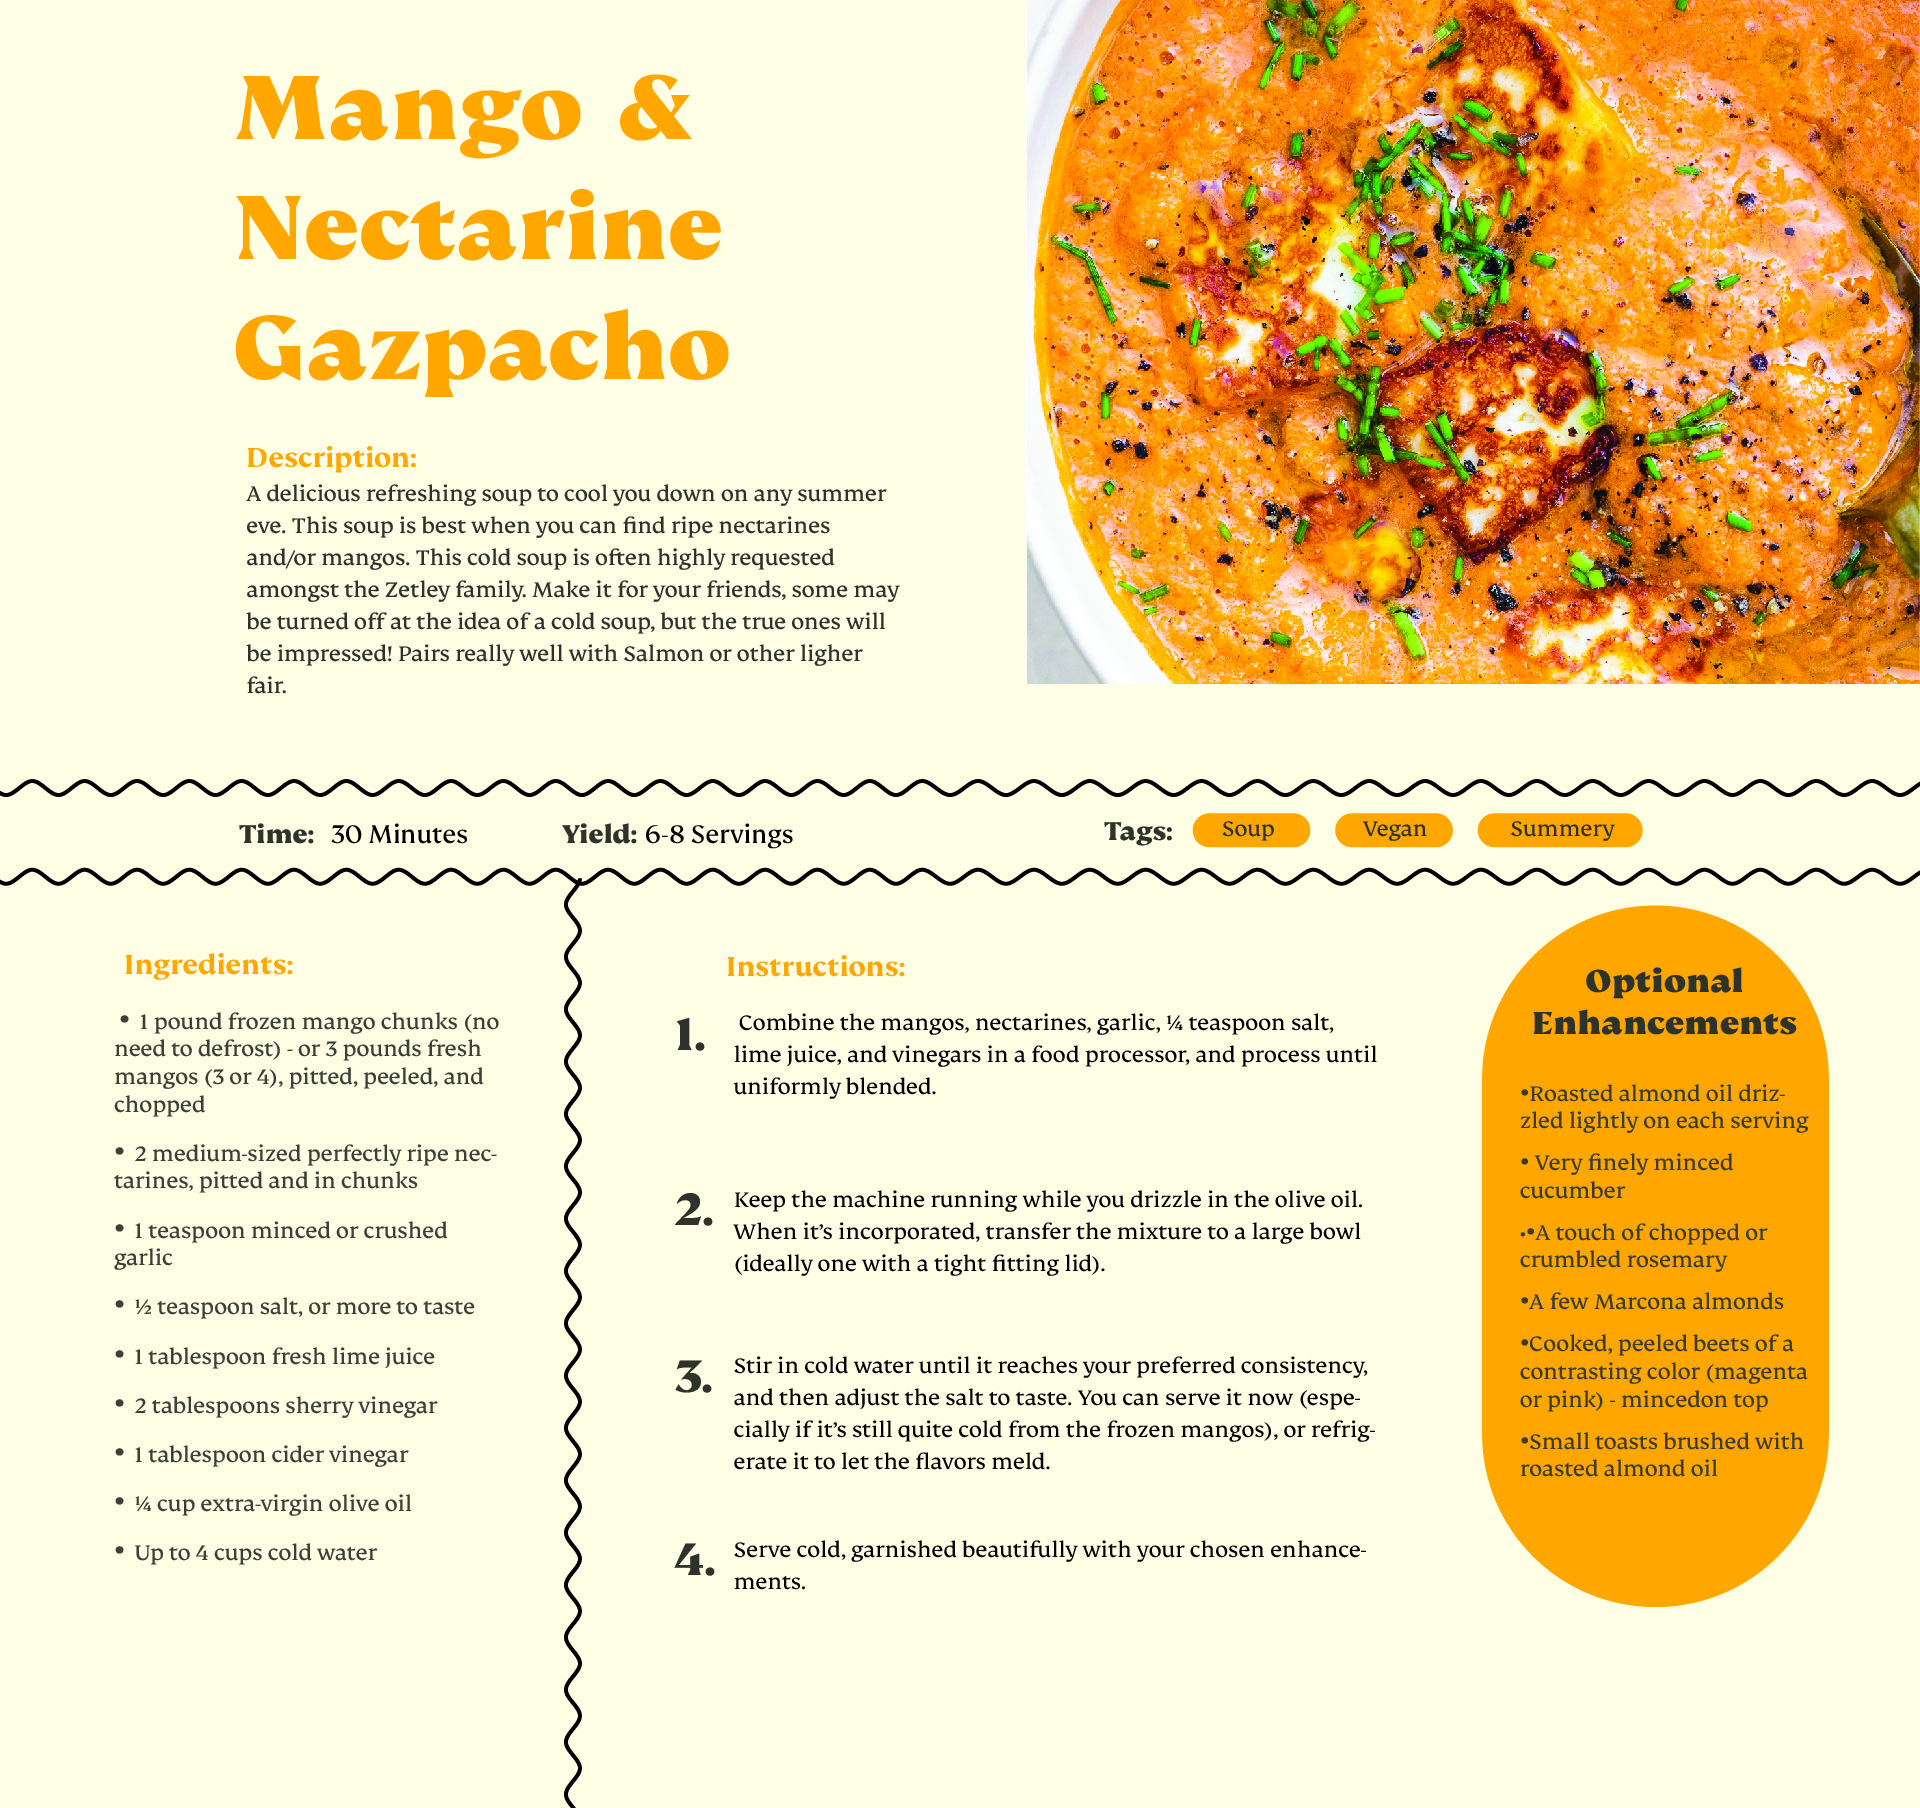 Mango &
Nectarine
Gazpacho
Description:
A delicious refreshing soup to cool you down on any summer
eve. This soup is best when you can find ripe nectarines
and/or mangos. This cold soup is often highly requested
amongst the Zetley family. Make it for your friends, some may
be turned off at the idea of a cold soup, but the true ones will
be impressed! Pairs really well with Salmon or other ligher
fair.
Time: 30 Minutes
Yield: 6-8 Servings
Tags: Soup Vegan Summery
Ingredients:
• 1 pound frozen mango chunks (no
need to defrost) - or 3 pounds fresh
mangos (3 or 4), pitted, peeled, and
chopped
• 2 medium-sized perfectly ripe nec-
tarines, pitted and in chunks
• 1 teaspoon minced or crushed
garlic
• ½ teaspoon salt, or more to taste
• 1 tablespoon fresh lime juice
• 2 tablespoons sherry vinegar
• 1 tablespoon cider vinegar
• ¼ cup extra-virgin olive oil
• Up to 4 cups cold water
Instructions:
1. Combine the mangos, nectarines, garlic, ¼ teaspoon salt,
lime juice, and vinegars in a food processor, and process until
uniformly blended.
2. Keep the machine running while you drizzle in the olive oil.
When it’s incorporated, transfer the mixture to a large bowl
(ideally one with a tight fitting lid).
3. Stir in cold water until it reaches your preferred consistency,
and then adjust the salt to taste. You can serve it now (espe-
cially if it’s still quite cold from the frozen mangos), or refrig-
erate it to let the flavors meld.
4. Serve cold, garnished beautifully with your chosen enhance-
ments.
Optional
Enhancements
•Roasted almond oil driz-
zled lightly on each serving
• Very finely minced
cucumber
·•A touch of chopped or
crumbled rosemary
•A few Marcona almonds
•Cooked, peeled beets of a
contrasting color (magenta
or pink) - mincedon top
•Small toasts brushed with
roasted almond oil